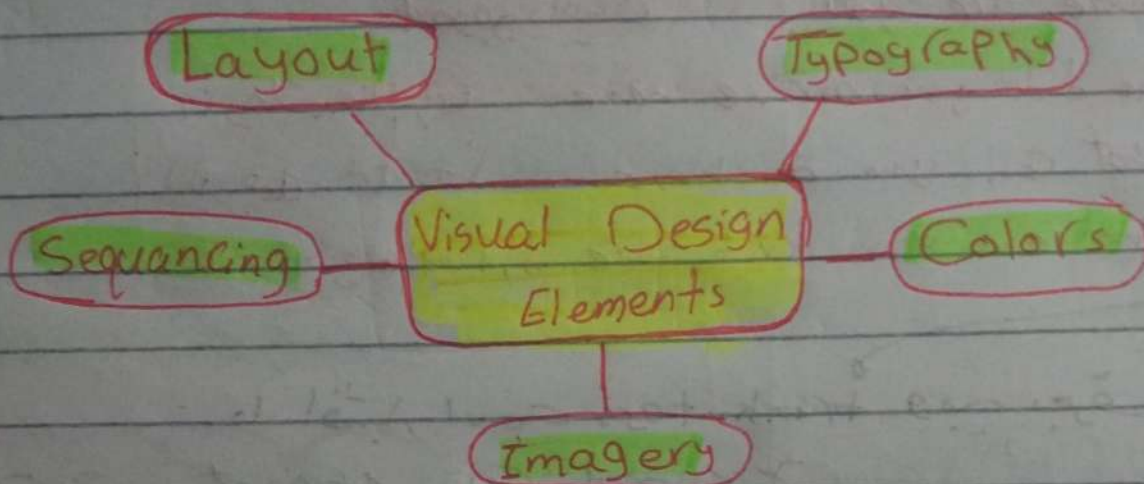 Layout
Typography
Sequancing
Visual Design
Elements
Colors
Imagery